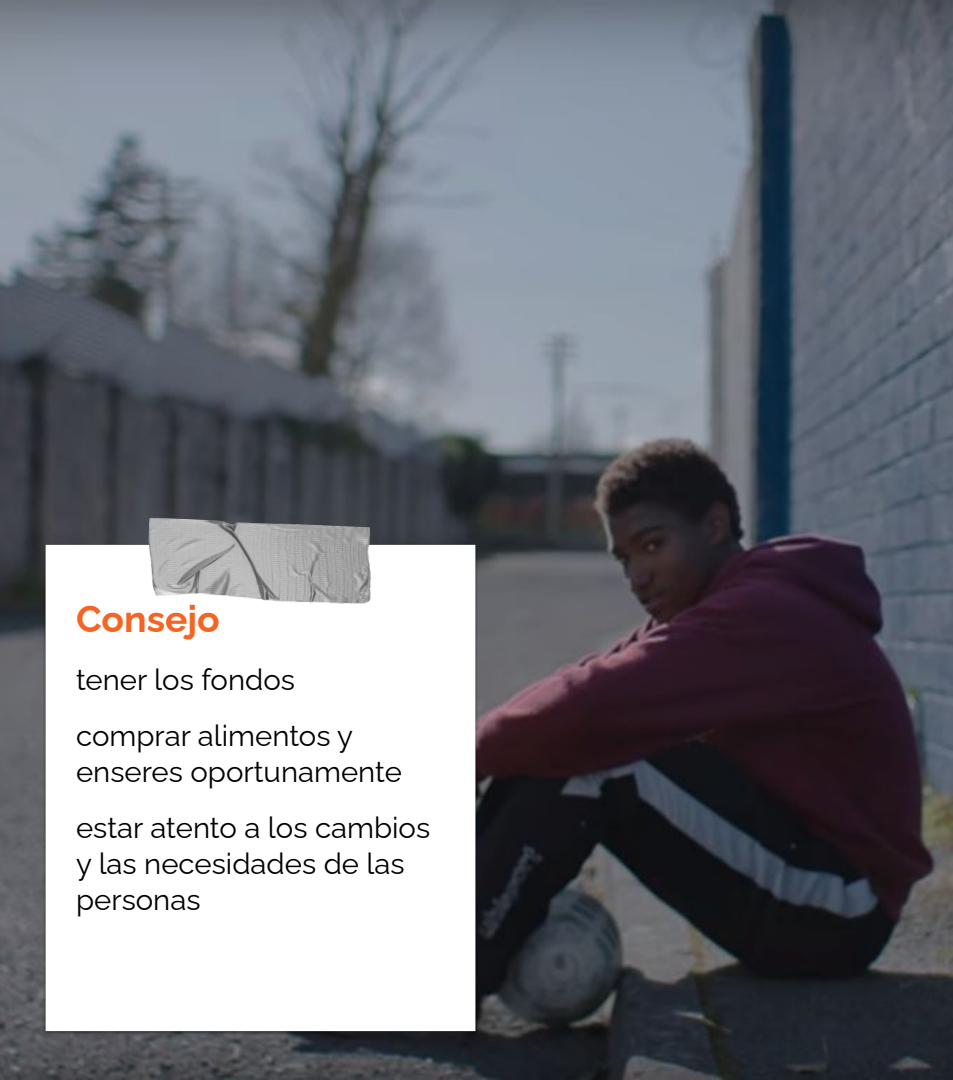 Consejo
tener los fondos
comprar alimentos y
enseres oportunamente
estar atento a los cambios
y las necesidades de las
personas